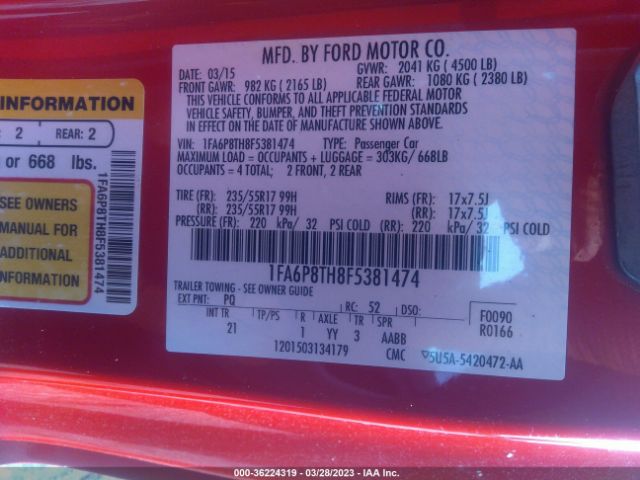 MFD. BY FORD MOTOR CO.
DATE: 03/15 GVWR: 2041 KG ( 4500 LB)
FRONT GAWR: 982 KG ( 2165 LB) REAR GAWR: 1080 KG ( 2380 LB)
THIS VEHICLE CONFORMS TO ALL APPLICABLE FEDERAL MOTOR
VEHICLE SAFETY, BUMPER, AND THEFT PREVENTION STANDARDS
IN EFFECT ON THE DATE OF MANUFACTURE SHOWN ABOVE.
VIN: 1FA6P8TH8F5381474 TYPE: Passenger Car
MAXIMUM LOAD = OCCUPANTS + LUGGAGE = 303KG/ 668LB
OCCUPANTS = 4 TOTAL; 2 FRONT, 2 REAR
TIRE (FR): 235/55R17 99H RIMS (FR): 17x7.5J
(RR): 235/55R17 99H (RR): 17x7.5J
PRESSURE (FR): 220 kPa/ 32 PSI COLD (RR): 220 kPa/ 32 PSI COLD
1FA6P8TH8F5381474
TRAILER TOWING - SEE OWNER GUIDE
EXT PNT: PQ RC: 52 DSO: F0090
INT TR TP/PS R AXLE TR SPR R0166
21 1 YY 3 AABB
1201503134179 CMC 5U5A-5420472-AA
INFORMATION
: 2 REAR: 2
or 668 lbs.
SEE OWNERS
MANUAL FOR
ADDITIONAL
INFORMATION
1FA6P8TH8F5381474
000-36224319 | 03/28/2023 | IAA Inc.